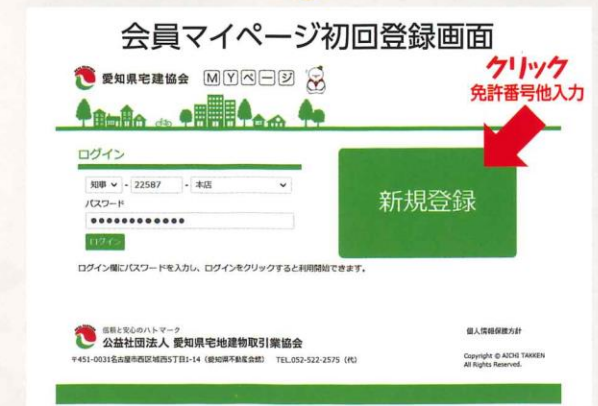 会員マイページ初回登録画面
クリック
免許番号他入力
愛知県宅建協会 MYページ
ログイン
知事 - 22587 - 本店
パスワード
●●●●●●●●●●●●
ログイン
新規登録
ログイン欄にパスワードを入力し、ログインをクリックすると利用開始できます。
信頼と安心のハトマーク
公益社団法人 愛知県宅地建物取引業協会
〒451-0031名古屋市西区城西5丁目1-14（愛知県不動産会館） TEL.052-522-2575（代）
個人情報保護方針
Copyright © AICHI TAKKEN
All Rights Reserved.